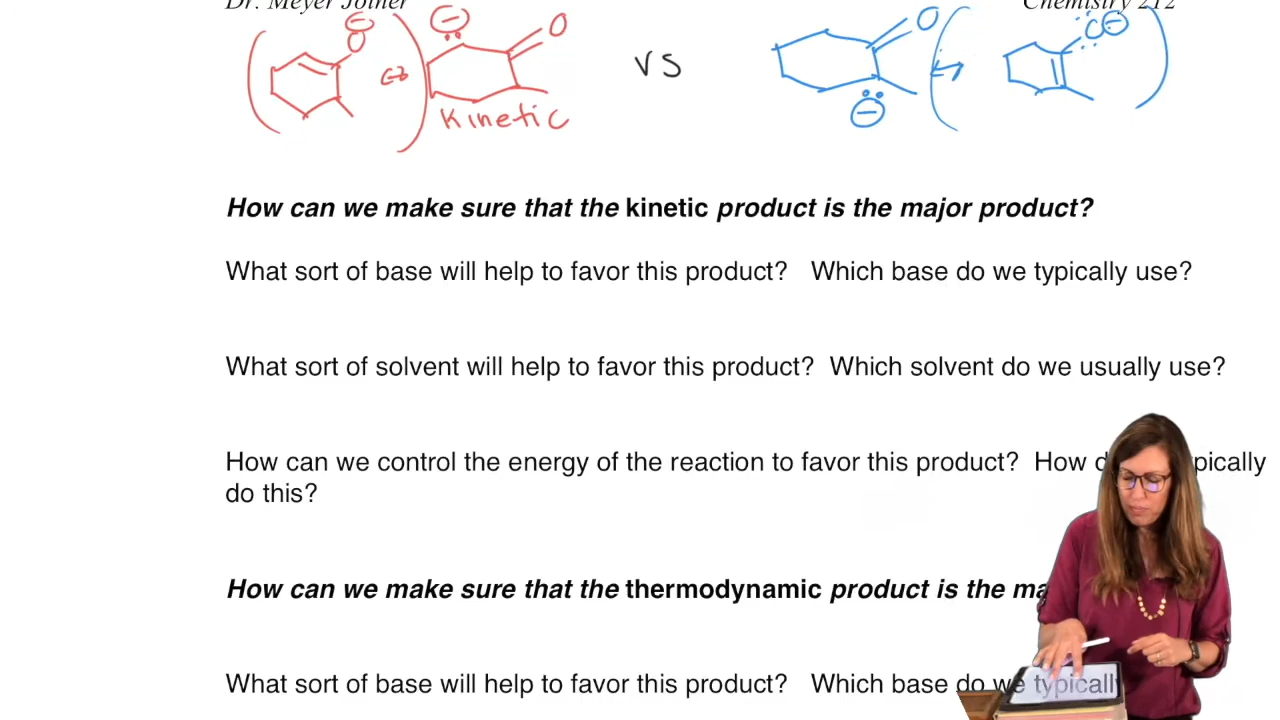 Dr. Meyer Joiner Chemistry 212
⊖ ⊖ O O ⊖
O vs
Kinetic ⊖
How can we make sure that the kinetic product is the major product?
What sort of base will help to favor this product? Which base do we typically use?
What sort of solvent will help to favor this product? Which solvent do we usually use?
How can we control the energy of the reaction to favor this product? How
do this?
How can we make sure that the thermodynamic product is the
What sort of base will help to favor this product? Which base do we typically